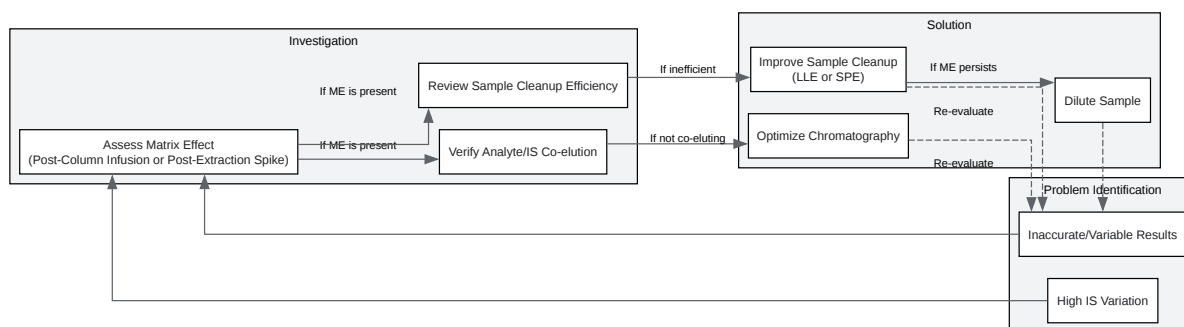 Investigation
If ME is present
Review Sample Cleanup Efficiency
Assess Matrix Effect
(Post-Column Infusion or Post-Extraction Spike)
If ME is present
Verify Analyte/IS Co-elution
If inefficient
If not co-eluting
Solution
Improve Sample Cleanup
(LLE or SPE)
If ME persists
Dilute Sample
Re-evaluate
Optimize Chromatography
Re-evaluate
Problem Identification
Inaccurate/Variable Results
High IS Variation